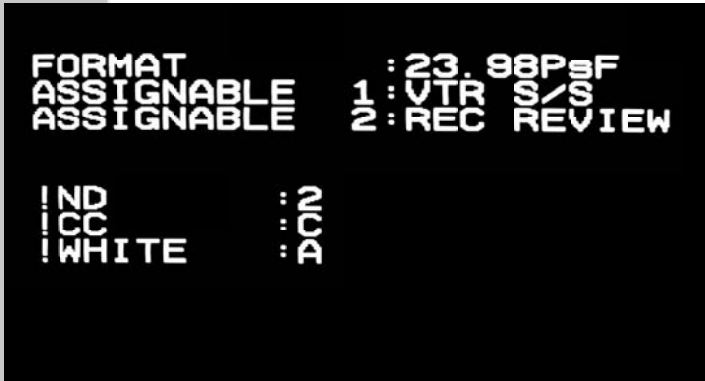 FORMAT :23.98PsF
ASSIGNABLE 1:VTR S/S
ASSIGNABLE 2:REC REVIEW
!ND :2
!CC :C
!WHITE :A